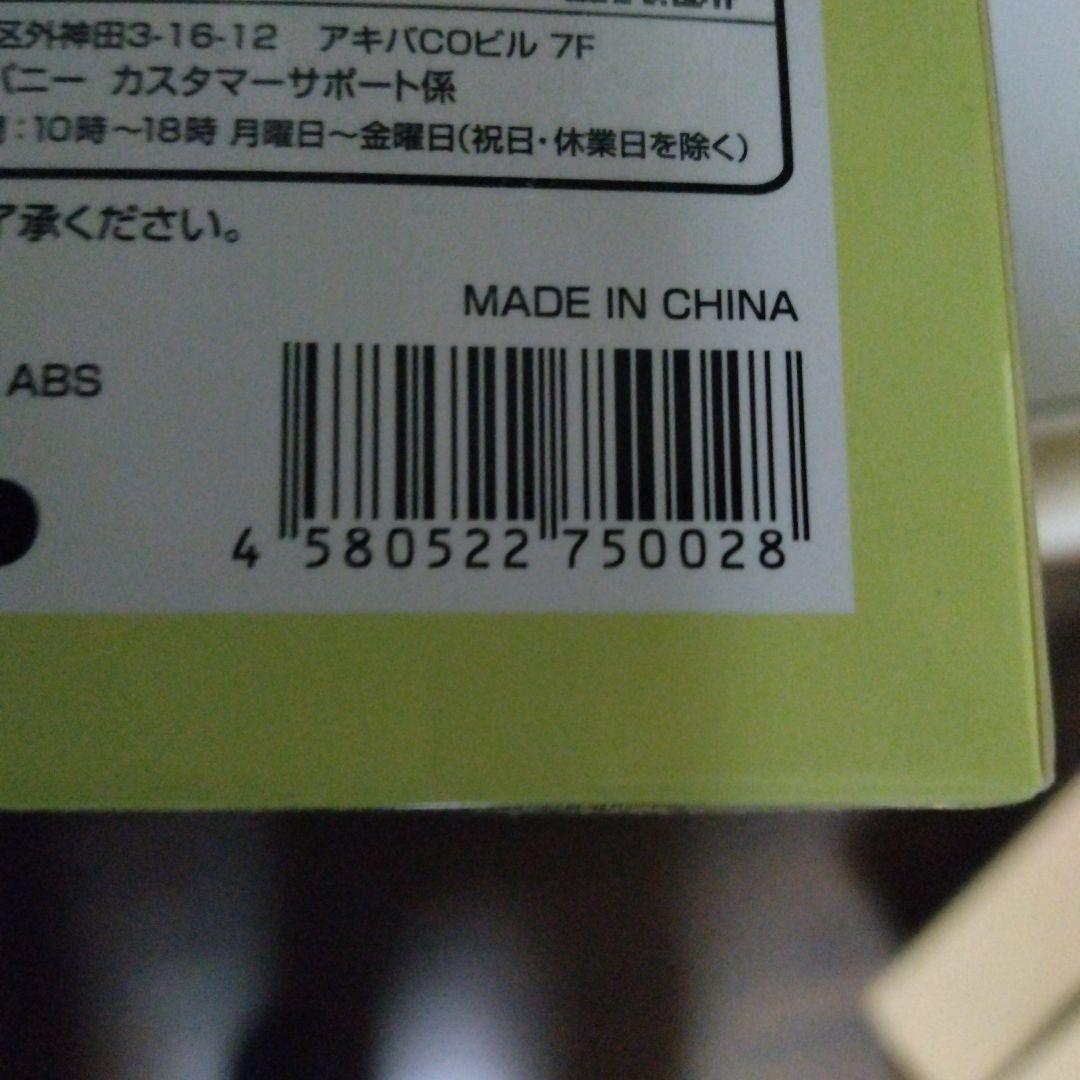 区外神田3-16-12　アキバCOビル 7F
パニー カスタマーサポート係
：10時～18時 月曜日～金曜日(祝日・休業日を除く)
了承ください。
MADE IN CHINA
ABS
4 580522 750028